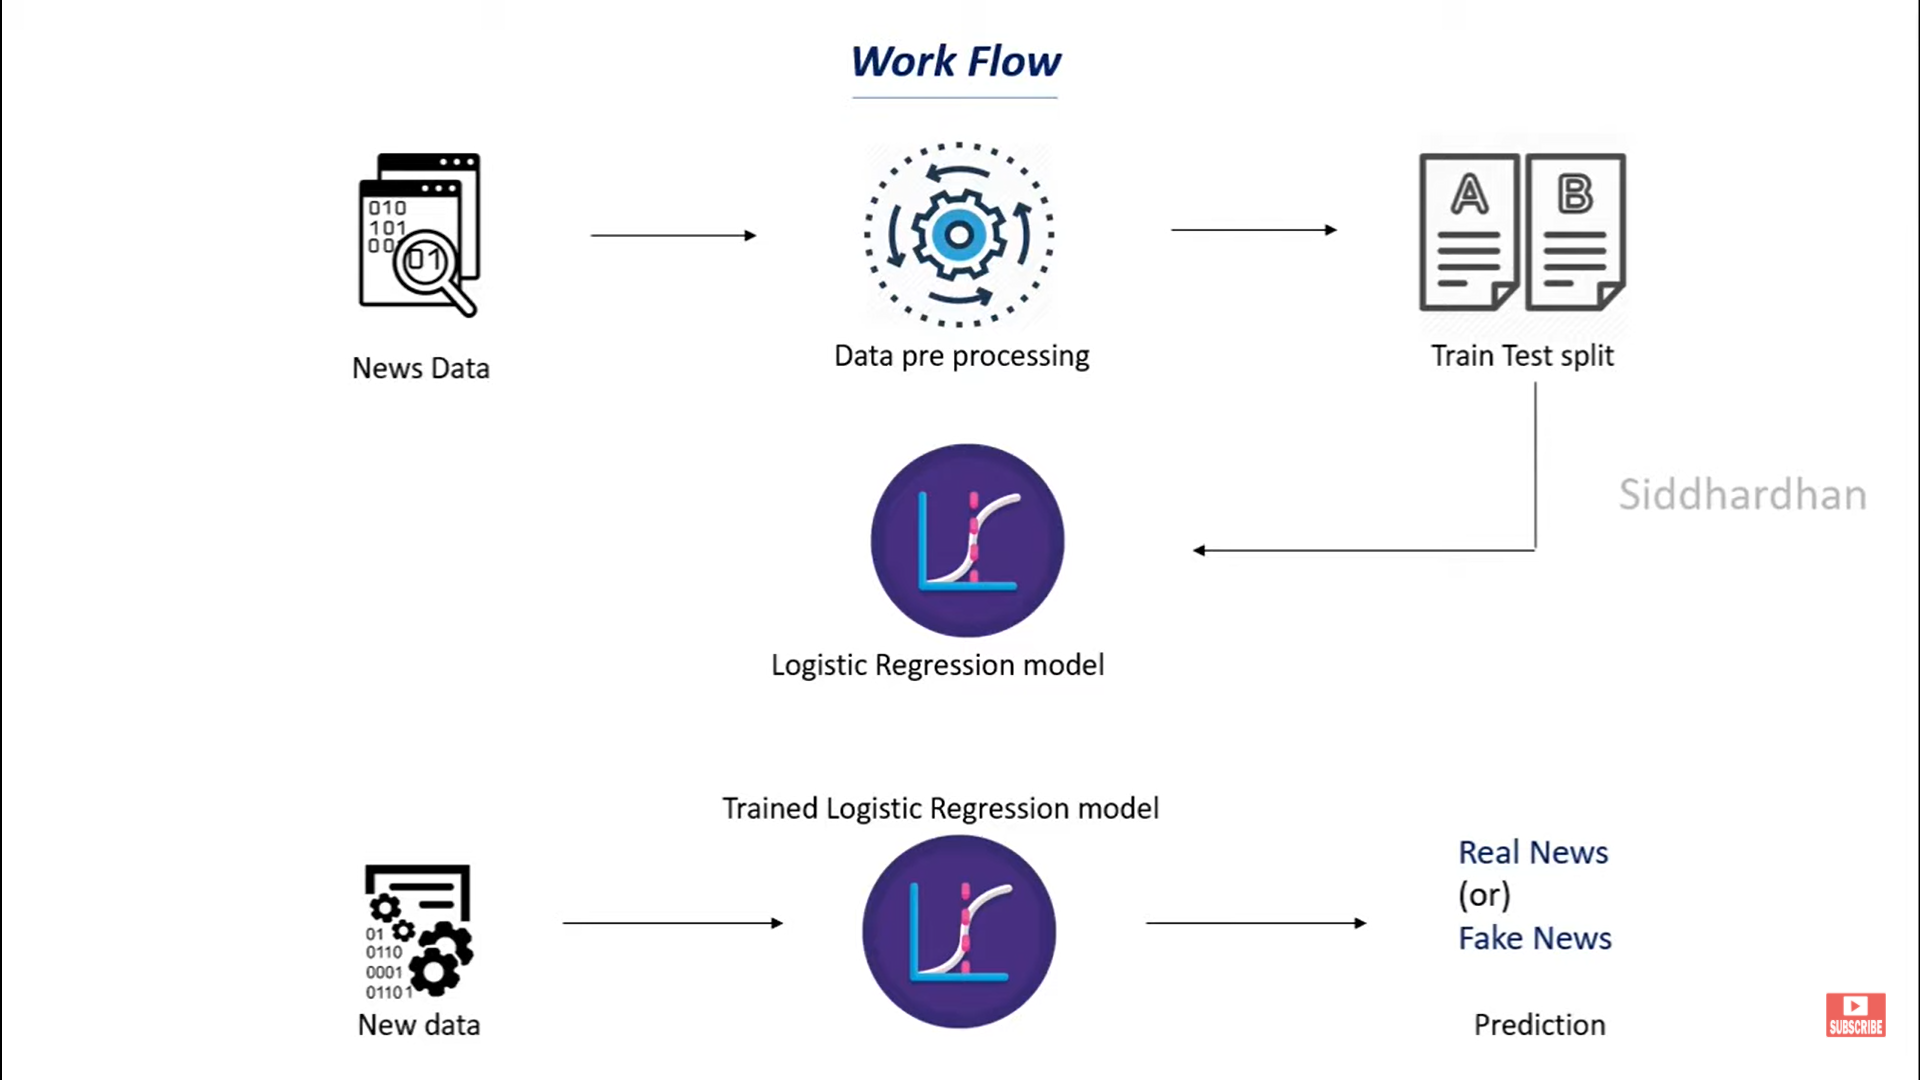 Work Flow
010
101
00
01
A
B
News Data
Data pre processing
Train Test split
Siddhardhan
Logistic Regression model
Trained Logistic Regression model
Real News
(or)
Fake News
01
0110
0001
01101
New data
Prediction
SUBSCRIBE